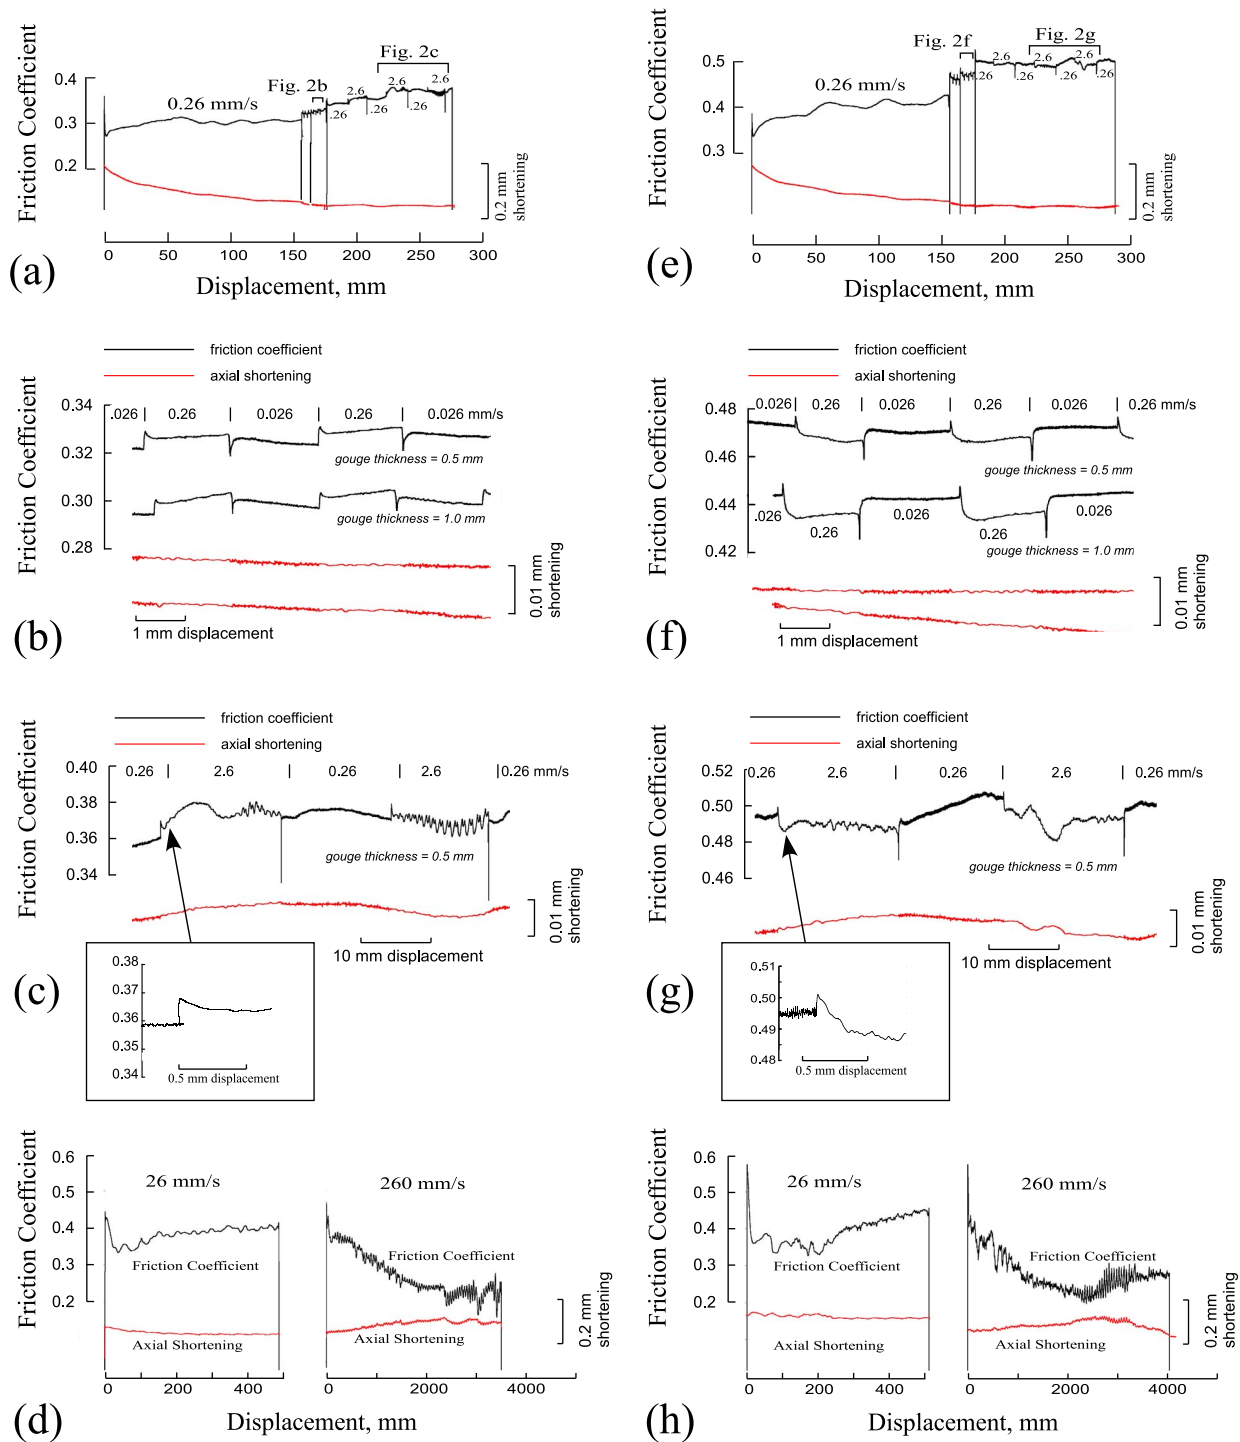 Friction Coefficient
0.4
0.3
0.2
0.26 mm/s
Fig. 2b
Fig. 2c
.26
2.6
.26
2.6
.26
2.6
0.2 mm
shortening
0
50
100
150
200
250
300
(a)
Displacement, mm
Friction Coefficient
0.5
0.4
0.3
0.26 mm/s
Fig. 2f
Fig. 2g
.26
2.6
.26
2.6
.26
2.6
.26
0.2 mm
shortening
0
50
100
150
200
250
300
(e)
Displacement, mm
friction coefficient
axial shortening
Friction Coefficient
0.34
0.32
0.30
0.28
.026 | 0.26 | 0.026 | 0.26 | 0.026 mm/s
gouge thickness = 0.5 mm
gouge thickness = 1.0 mm
0.01 mm
shortening
1 mm displacement
(b)
friction coefficient
axial shortening
Friction Coefficient
0.48
0.46
0.44
0.42
0.026 | 0.26 | 0.026 | 0.26 | 0.026 | 0.26 mm/s
gouge thickness = 0.5 mm
.026
0.26
0.026
0.26
0.026
gouge thickness = 1.0 mm
0.01 mm
shortening
1 mm displacement
(f)
friction coefficient
axial shortening
Friction Coefficient
0.40
0.38
0.36
0.34
0.26 | 2.6 | 0.26 | 2.6 | 0.26 mm/s
gouge thickness = 0.5 mm
0.01 mm
shortening
10 mm displacement
(c)
0.38
0.37
0.36
0.35
0.34
0.5 mm displacement
friction coefficient
axial shortening
Friction Coefficient
0.52
0.50
0.48
0.46
0.26 | 2.6 | 0.26 | 2.6 | 0.26 mm/s
gouge thickness = 0.5 mm
0.01 mm
shortening
10 mm displacement
(g)
0.51
0.50
0.49
0.48
0.5 mm displacement
Friction Coefficient
0.6
0.5
0.4
0.3
0.2
26 mm/s
Friction Coefficient
Axial Shortening
260 mm/s
Friction Coefficient
Axial Shortening
0.2 mm
shortening
0
200
400
0
2000
4000
(d)
Displacement, mm
Friction Coefficient
0.6
0.5
0.4
0.3
0.2
26 mm/s
Friction Coefficient
Axial Shortening
260 mm/s
Friction Coefficient
Axial Shortening
0.2 mm
shortening
0
200
400
0
2000
4000
(h)
Displacement, mm